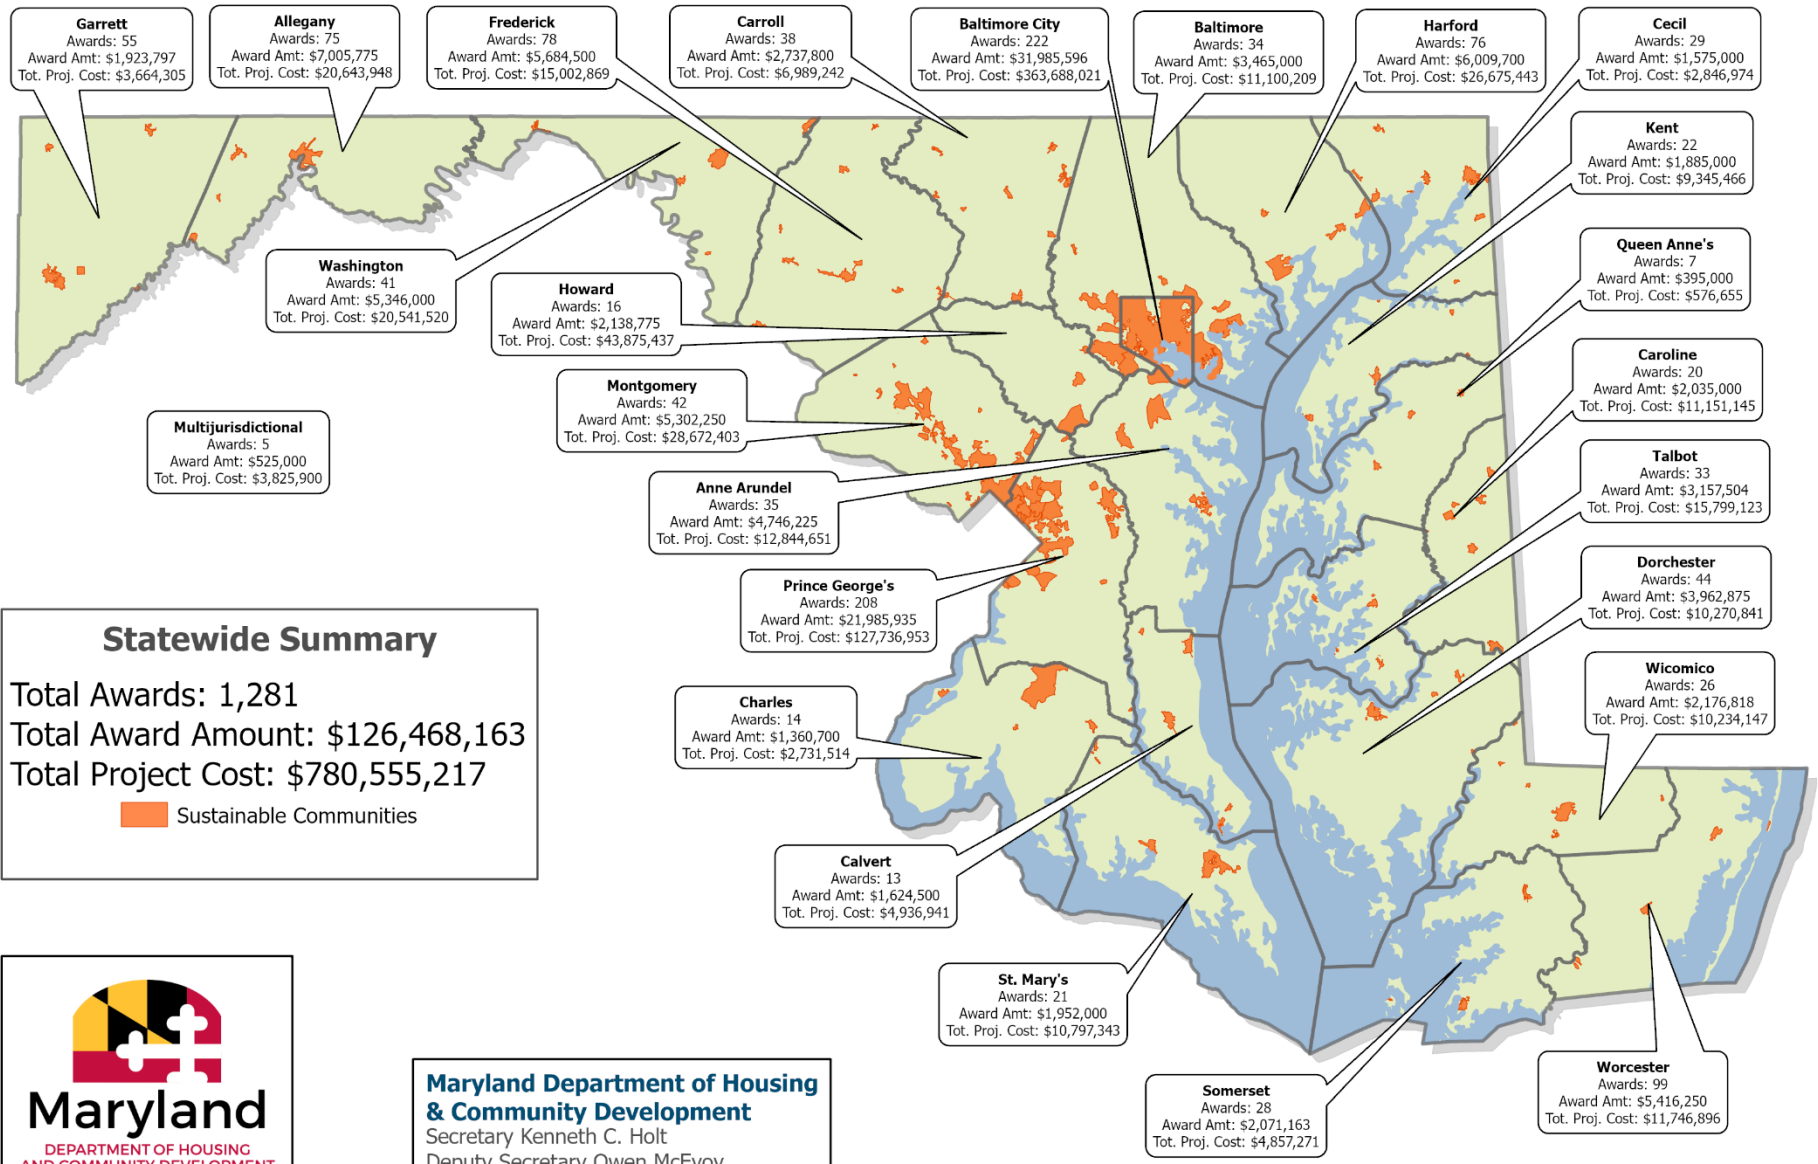 Garrett
Awards: 55
Award Amt: $1,923,797
Tot. Proj. Cost: $3,664,305
Allegany
Awards: 75
Award Amt: $7,005,775
Tot. Proj. Cost: $20,643,948
Frederick
Awards: 78
Award Amt: $5,684,500
Tot. Proj. Cost: $15,002,869
Carroll
Awards: 38
Award Amt: $2,737,800
Tot. Proj. Cost: $6,989,242
Baltimore City
Awards: 222
Award Amt: $31,985,596
Tot. Proj. Cost: $363,688,021
Baltimore
Awards: 34
Award Amt: $3,465,000
Tot. Proj. Cost: $11,100,209
Harford
Awards: 76
Award Amt: $6,009,700
Tot. Proj. Cost: $26,675,443
Cecil
Awards: 29
Award Amt: $1,575,000
Tot. Proj. Cost: $2,846,974
Kent
Awards: 22
Award Amt: $1,885,000
Tot. Proj. Cost: $9,345,466
Queen Anne's
Awards: 7
Award Amt: $395,000
Tot. Proj. Cost: $576,655
Washington
Awards: 41
Award Amt: $5,346,000
Tot. Proj. Cost: $20,541,520
Howard
Awards: 16
Award Amt: $2,138,775
Tot. Proj. Cost: $43,875,437
Caroline
Awards: 20
Award Amt: $2,035,000
Tot. Proj. Cost: $11,151,145
Montgomery
Awards: 42
Award Amt: $5,302,250
Tot. Proj. Cost: $28,672,403
Multijurisdictional
Awards: 5
Award Amt: $525,000
Tot. Proj. Cost: $3,825,900
Talbot
Awards: 33
Award Amt: $3,157,504
Tot. Proj. Cost: $15,799,123
Anne Arundel
Awards: 35
Award Amt: $4,746,225
Tot. Proj. Cost: $12,844,651
Dorchester
Awards: 44
Award Amt: $3,962,875
Tot. Proj. Cost: $10,270,841
Prince George's
Awards: 208
Award Amt: $21,985,935
Tot. Proj. Cost: $127,736,953
Wicomico
Awards: 26
Award Amt: $2,176,818
Tot. Proj. Cost: $10,234,147
Statewide Summary
Total Awards: 1,281
Total Award Amount: $126,468,163
Total Project Cost: $780,555,217
Sustainable Communities
Charles
Awards: 14
Award Amt: $1,360,700
Tot. Proj. Cost: $2,731,514
Calvert
Awards: 13
Award Amt: $1,624,500
Tot. Proj. Cost: $4,936,941
St. Mary's
Awards: 21
Award Amt: $1,952,000
Tot. Proj. Cost: $10,797,343
Worcester
Awards: 99
Award Amt: $5,416,250
Tot. Proj. Cost: $11,746,896
Somerset
Awards: 28
Award Amt: $2,071,163
Tot. Proj. Cost: $4,857,271
Maryland
DEPARTMENT OF HOUSING
AND COMMUNITY DEVELOPMENT
Maryland Department of Housing
& Community Development
Secretary Kenneth C. Holt
Deputy Secretary Owen McEvoy